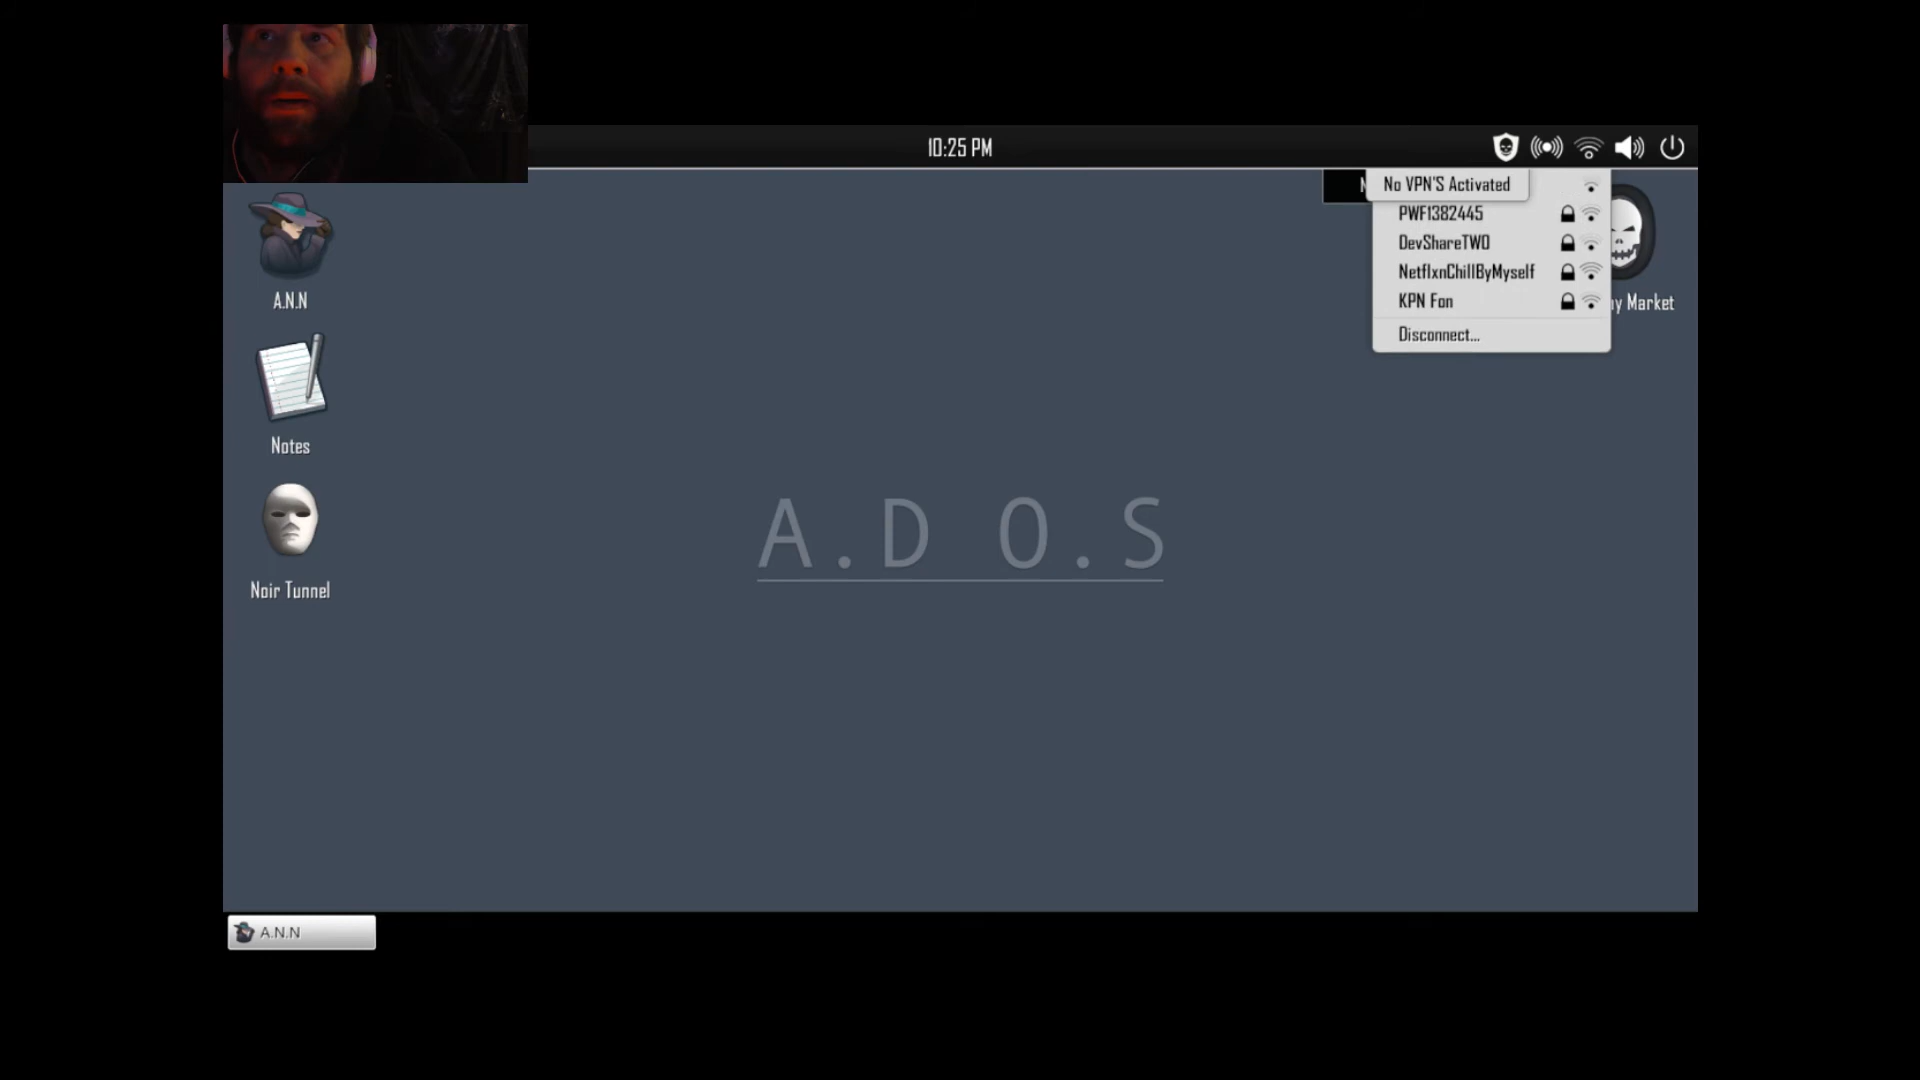 10:25 PM
No VPN'S Activated
PWF1382445
DevShareTWO
NetflxnChillByMyself
KPN Fon
Disconnect...
A.N.N
Notes
Noir Tunnel
Market
A.D O.S
A.N.N